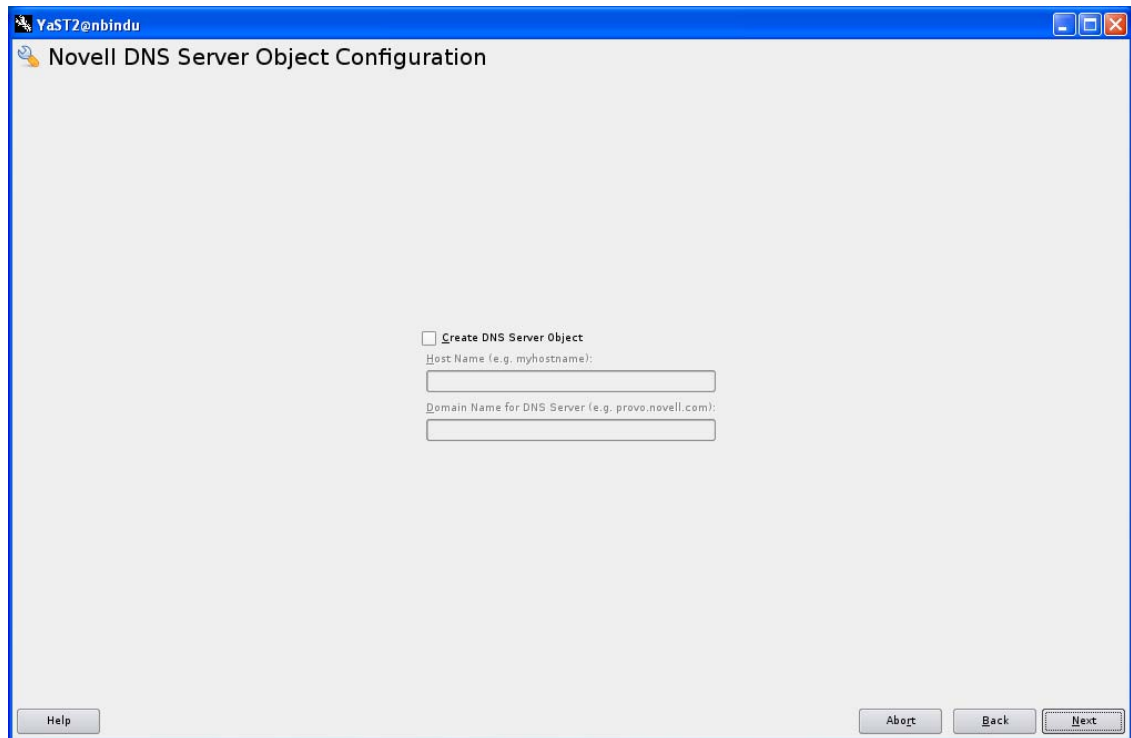 YaST2@nbindu
Novell DNS Server Object Configuration
Create DNS Server Object
Host Name (e.g. myhostname):
Domain Name for DNS Server (e.g. provo.novell.com):
Help
Abort
Back
Next